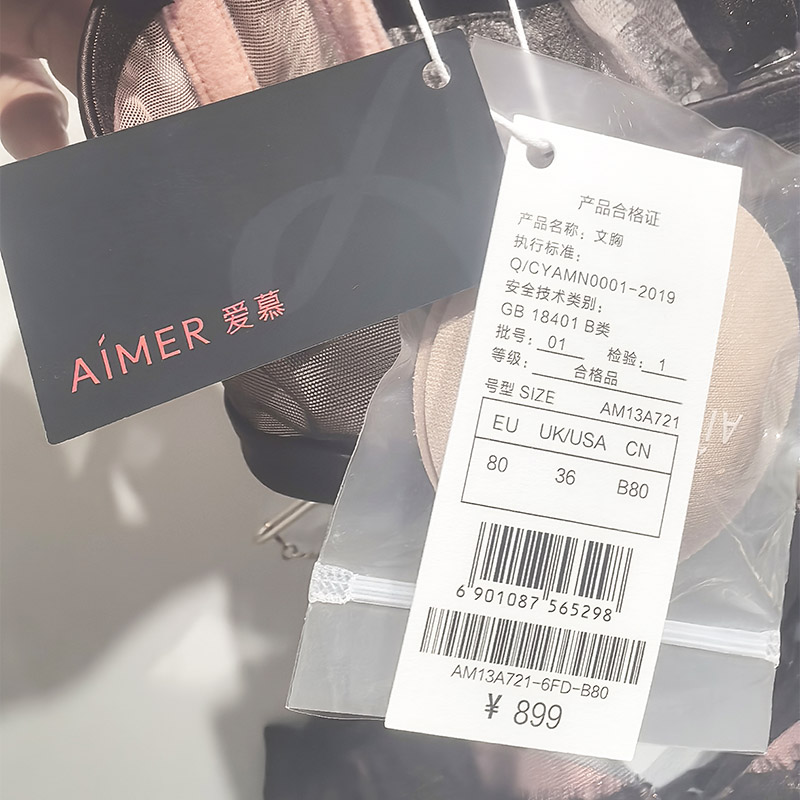 AIMER 爱慕
产品合格证
产品名称：文胸
执行标准：
Q/CYAMN0001-2019
安全技术类别：
GB 18401 B类
批号：01 检验：1
等级：合格品
号型 SIZE AM13A721
EU UK/USA CN
80 36 B80
6 901087 565298
AM13A721-6FD-B80
¥ 899